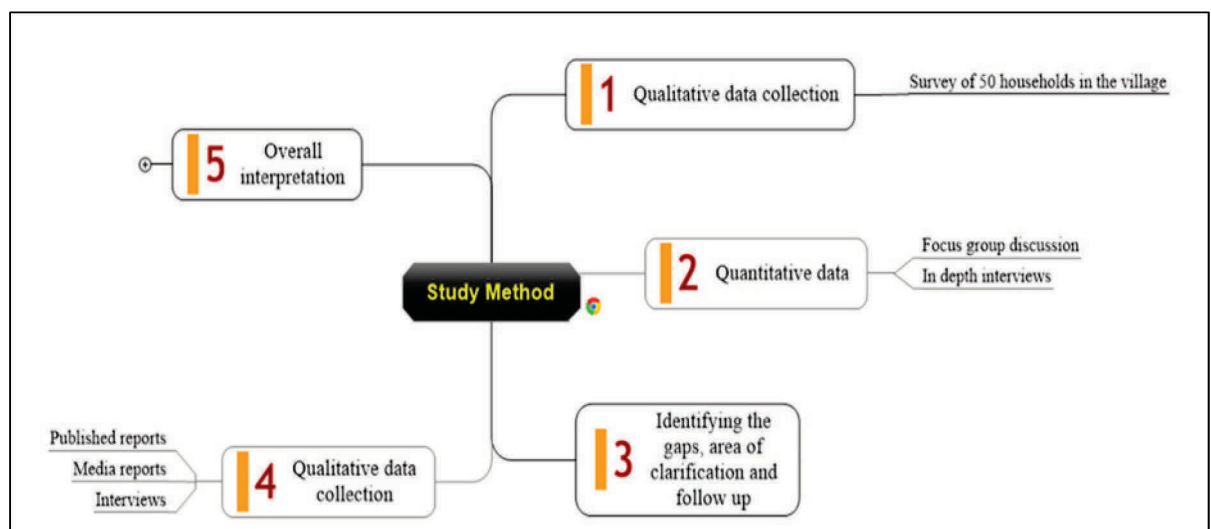 1 Qualitative data collection
Survey of 50 households in the village
5 Overall
interpretation
2 Quantitative data
Focus group discussion
In depth interviews
Study Method
3 Identifying the
gaps, area of
clarification and
follow up
4 Qualitative data
collection
Published reports
Media reports
Interviews